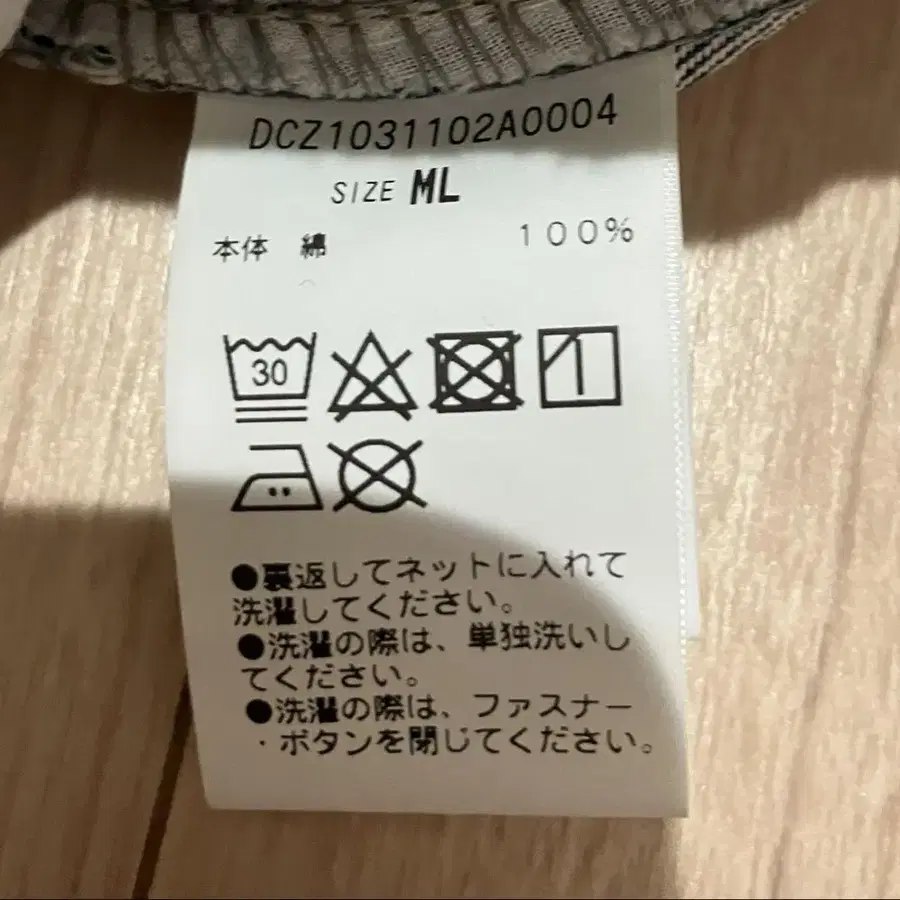 DCZ1031102A0004
SIZE ML
本体 綿 100%
30
●裏返してネットに入れて
洗濯してください。
●洗濯の際は、単独洗いし
てください。
●洗濯の際は、ファスナー
・ボタンを閉じてください。